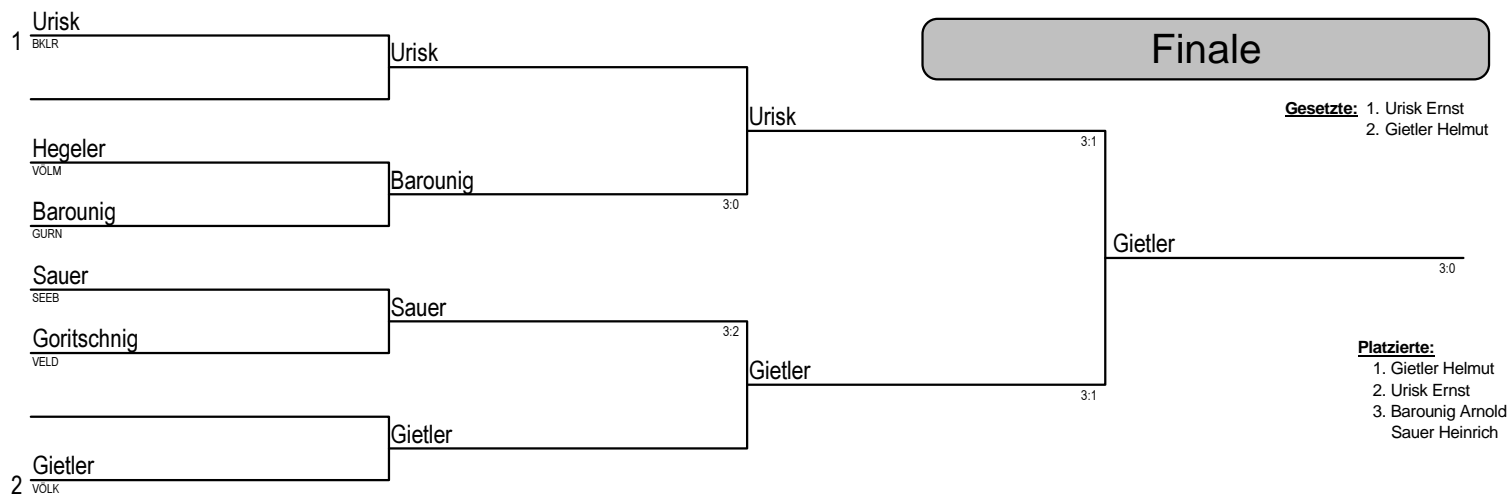 Finale
Gesetzte: 1. Urisk Ernst
2. Gietler Helmut
1 Urisk
BKLR
Hegeler
VÖLM
Barounig
GURN
Sauer
SEEB
Goritschnig
VELD
2 Gietler
VÖLK
Urisk
Barounig
3:0
Sauer
3:2
Gietler
Urisk
3:1
Gietler
3:1
Gietler
3:0
Platzierte:
1. Gietler Helmut
2. Urisk Ernst
3. Barounig Arnold
Sauer Heinrich